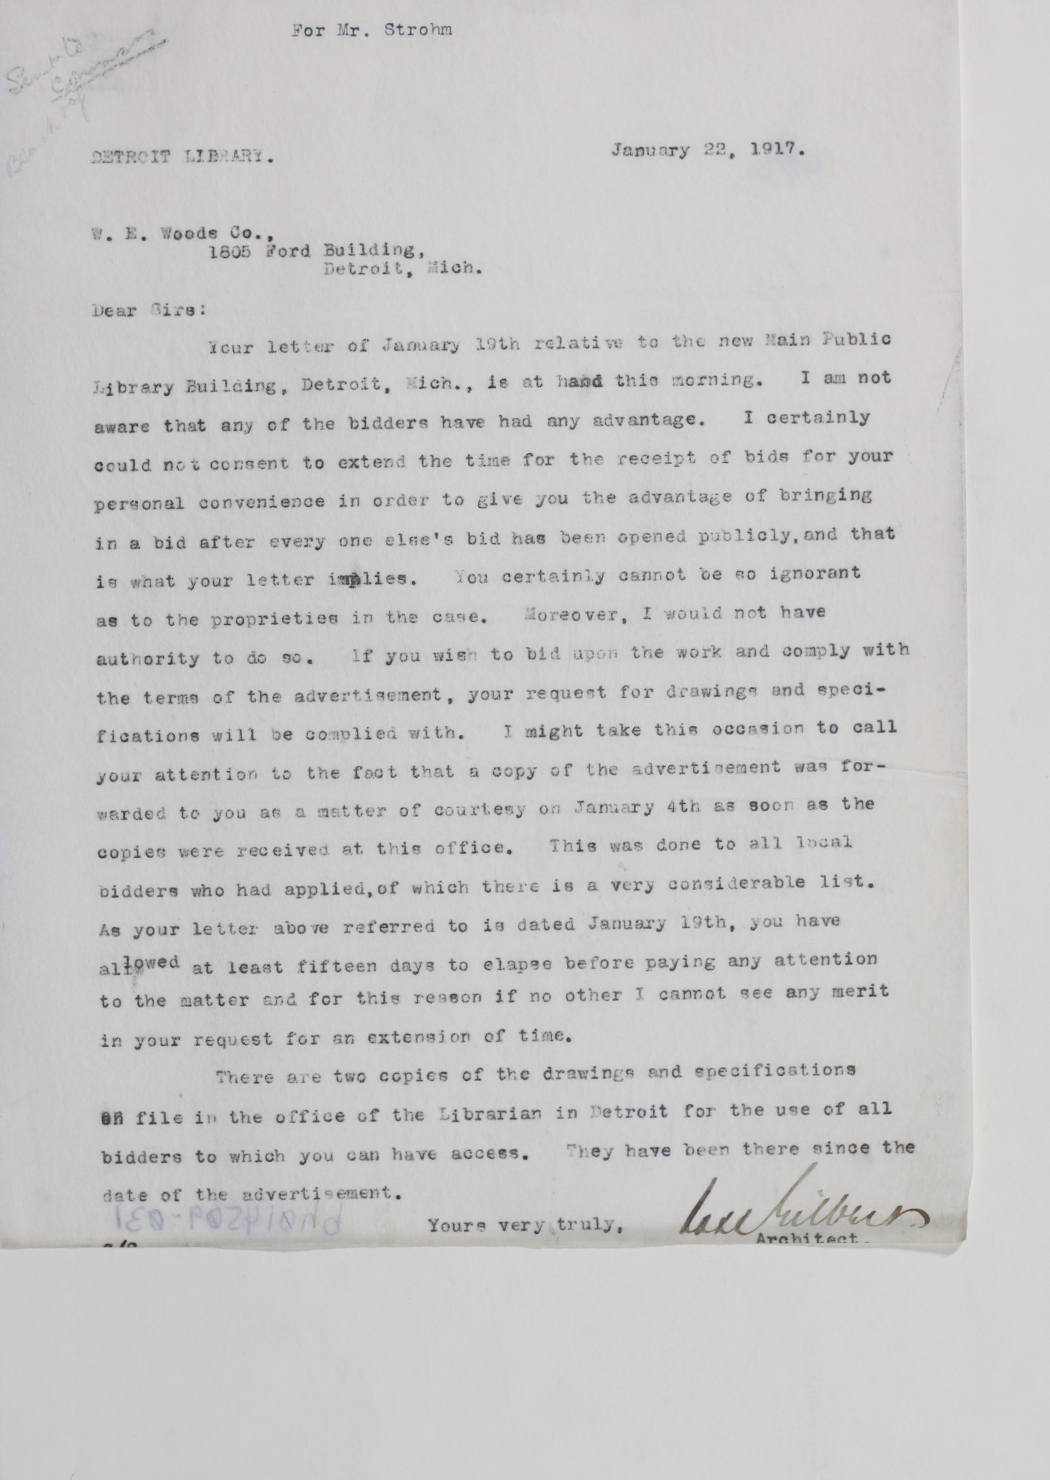 For Mr. Strohm
Sent to
DETROIT LIBRARY.
January 22, 1917.
W. E. Woods Co.,
1805 Ford Building,
Detroit, Mich.
Dear Sirs:
Your letter of January 19th relative to the new Main Public
Library Building, Detroit, Mich., is at hand this morning. I am not
aware that any of the bidders have had any advantage. I certainly
could not consent to extend the time for the receipt of bids for your
personal convenience in order to give you the advantage of bringing
in a bid after every one else's bid has been opened publicly, and that
is what your letter implies. You certainly cannot be so ignorant
as to the proprieties in the case. Moreover, I would not have
authority to do so. If you wish to bid upon the work and comply with
the terms of the advertisement, your request for drawings and speci-
fications will be complied with. I might take this occasion to call
your attention to the fact that a copy of the advertisement was for-
warded to you as a matter of courtesy on January 4th as soon as the
copies were received at this office. This was done to all local
bidders who had applied, of which there is a very considerable list.
As your letter above referred to is dated January 19th, you have
allowed at least fifteen days to elapse before paying any attention
to the matter and for this reason if no other I cannot see any merit
in your request for an extension of time.
There are two copies of the drawings and specifications
on file in the office of the Librarian in Detroit for the use of all
bidders to which you can have access. They have been there since the
date of the advertisement.
Yours very truly,
Cass Gilbert
Architect.